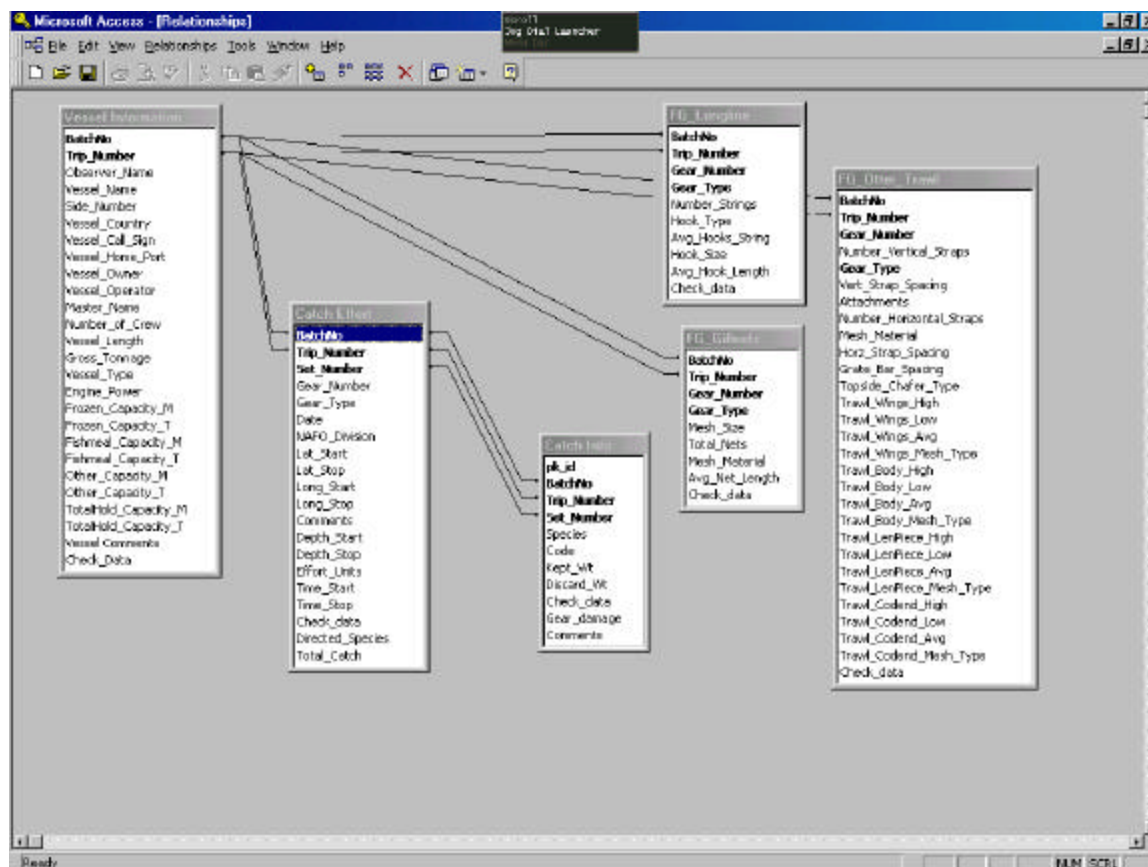 Microsoft Access - [Relationships]
File Edit View Relationships Tools Window Help
Vessel Information
BatchNo
Trip_Number
Observer_Name
Vessel_Name
Side_Number
Vessel_Country
Vessel_Call_Sign
Vessel_Home_Port
Vessel_Owner
Vessel_Operator
Master_Name
Number_of_Crew
Vessel_Length
Gross_Tonnage
Vessel_Type
Engine_Power
Frozen_Capacity_M
Frozen_Capacity_T
Fishmeal_Capacity_M
Fishmeal_Capacity_T
Other_Capacity_M
Other_Capacity_T
TotalHold_Capacity_M
TotalHold_Capacity_T
Vessel Comments
Check_Data
Catch Effort
BatchNo
Trip_Number
Set_Number
Gear_Number
Gear_Type
Date
NAFO_Division
Lat_Start
Lat_Stop
Long_Start
Long_Stop
Comments
Depth_Start
Depth_Stop
Effort_Units
Time_Start
Time_Stop
Check_data
Directed_Species
Total_Catch
Catch Info
pk_id
BatchNo
Trip_Number
Set_Number
Species
Code
Kept_Wt
Discard_Wt
Check_data
Gear_damage
Comments
FG_Longline
BatchNo
Trip_Number
Gear_Number
Gear_Type
Number_Strings
Hook_Type
Avg_Hooks_String
Hook_Size
Avg_Hook_Length
Check_data
FG_Gillnets
BatchNo
Trip_Number
Gear_Number
Gear_Type
Mesh_Size
Total_Nets
Mesh_Material
Avg_Net_Length
Check_data
FG_Otter_Trawl
BatchNo
Trip_Number
Gear_Number
Number_Vertical_Straps
Gear_Type
Vert_Strap_Spacing
Attachments
Number_Horizontal_Straps
Mesh_Material
Horz_Strap_Spacing
Grate_Bar_Spacing
Topside_Chafer_Type
Trawl_Wings_High
Trawl_Wings_Low
Trawl_Wings_Avg
Trawl_Wings_Mesh_Type
Trawl_Body_High
Trawl_Body_Low
Trawl_Body_Avg
Trawl_Body_Mesh_Type
Trawl_LenPiece_High
Trawl_LenPiece_Low
Trawl_LenPiece_Avg
Trawl_LenPiece_Mesh_Type
Trawl_Codend_High
Trawl_Codend_Low
Trawl_Codend_Avg
Trawl_Codend_Mesh_Type
Check_data
Ready
NUM SCRL